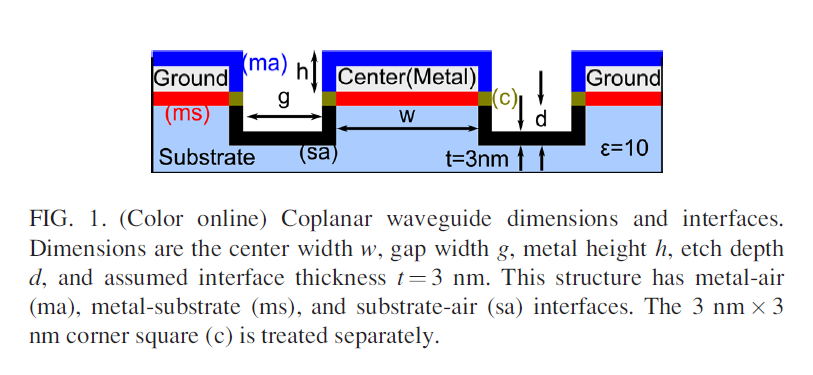 (ma)
h
Ground
Center(Metal)
Ground
g
(c)
(ms)
w
d
Substrate
(sa)
t=3nm
ε=10
FIG. 1. (Color online) Coplanar waveguide dimensions and interfaces.
Dimensions are the center width w, gap width g, metal height h, etch depth
d, and assumed interface thickness t = 3 nm. This structure has metal-air
(ma), metal-substrate (ms), and substrate-air (sa) interfaces. The 3 nm × 3
nm corner square (c) is treated separately.